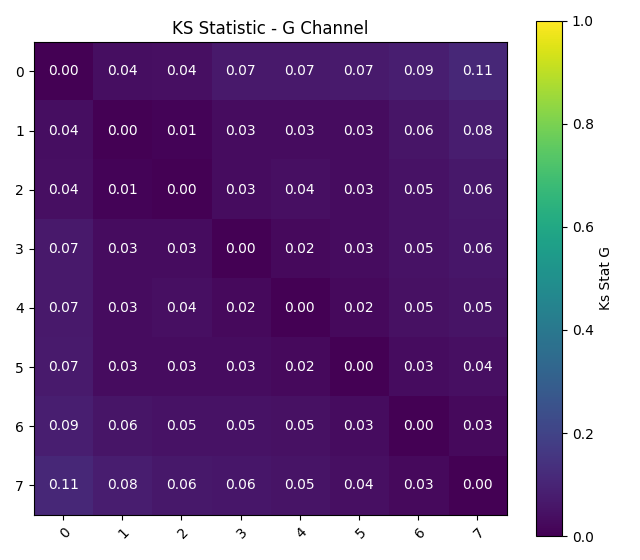 KS Statistic - G Channel
0 0.00 0.04 0.04 0.07 0.07 0.07 0.09 0.11
1 0.04 0.00 0.01 0.03 0.03 0.03 0.06 0.08
2 0.04 0.01 0.00 0.03 0.04 0.03 0.05 0.06
3 0.07 0.03 0.03 0.00 0.02 0.03 0.05 0.06
4 0.07 0.03 0.04 0.02 0.00 0.02 0.05 0.05
5 0.07 0.03 0.03 0.03 0.02 0.00 0.03 0.04
6 0.09 0.06 0.05 0.05 0.05 0.03 0.00 0.03
7 0.11 0.08 0.06 0.06 0.05 0.04 0.03 0.00
0 1 2 3 4 5 6 7
1.0
0.8
0.6
0.4
0.2
0.0
Ks Stat G